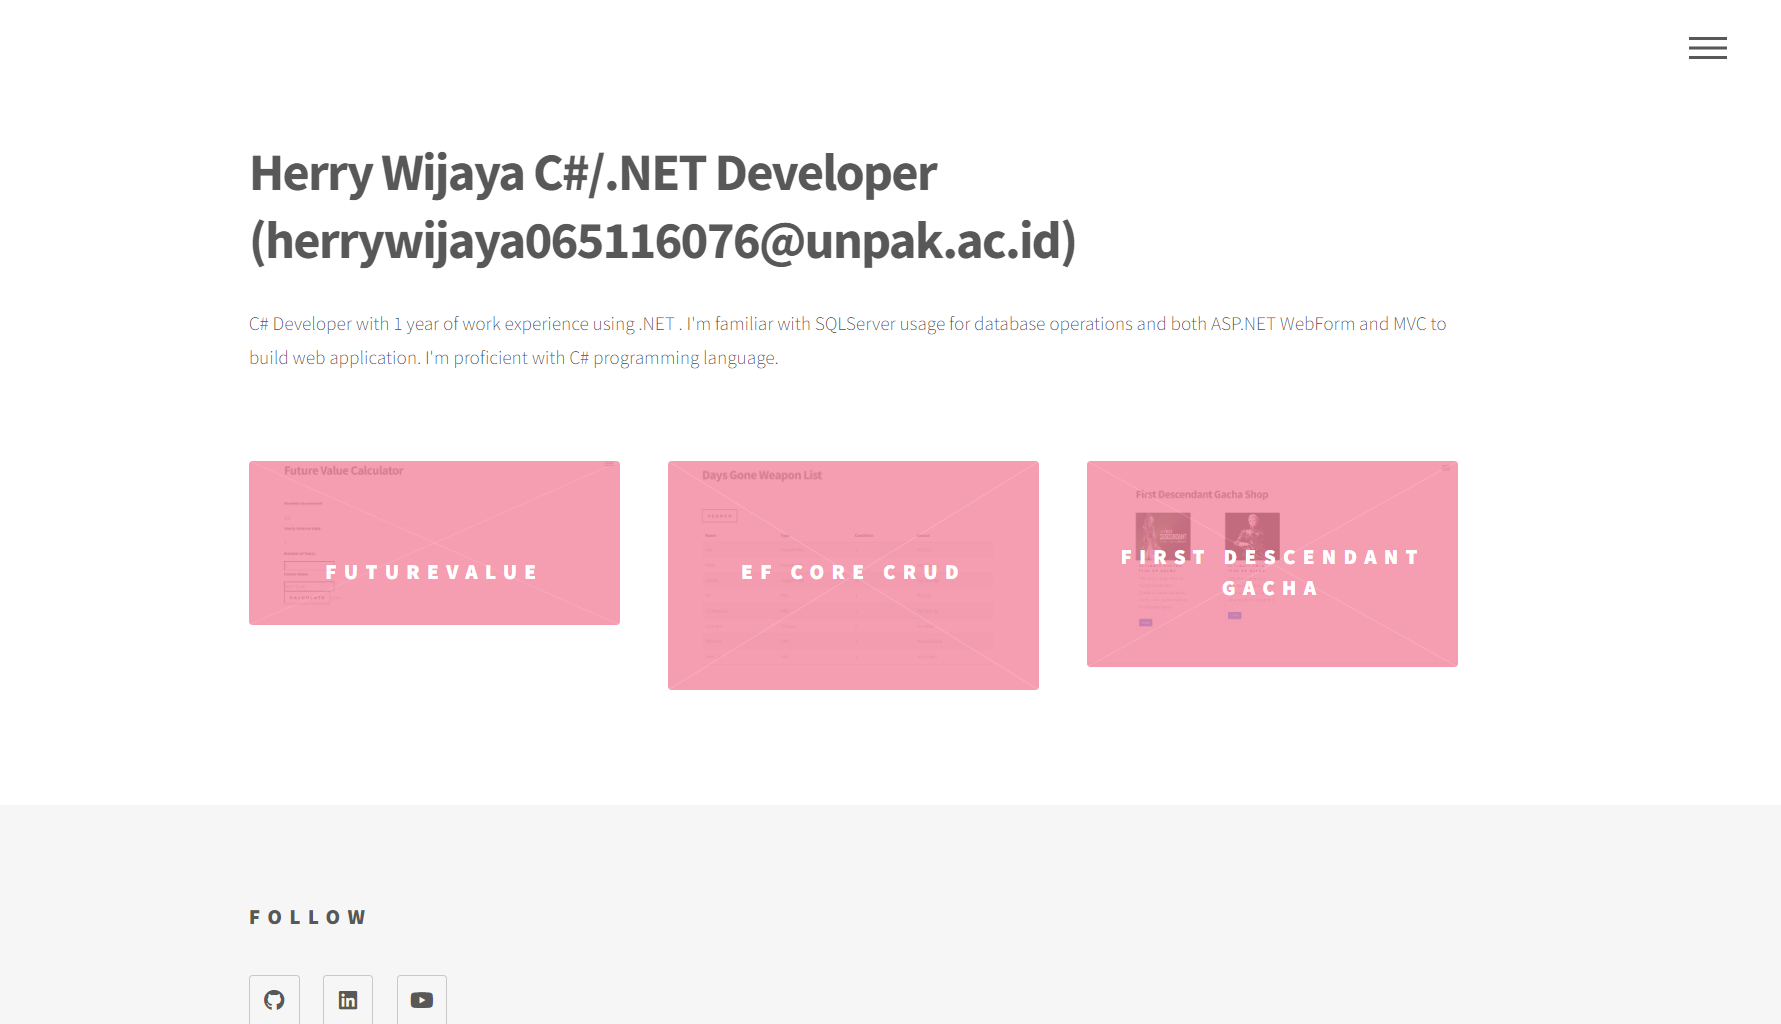 Herry Wijaya C#/.NET Developer
(herrywijaya065116076@unpak.ac.id)
C# Developer with 1 year of work experience using .NET . I'm familiar with SQLServer usage for database operations and both ASP.NET WebForm and MVC to
build web application. I'm proficient with C# programming language.
Future Value Calculator
FUTUREVALUE
CALCULATE
Days Gone Weapon List
SEARCH
EF CORE CRUD
First Descendant Gacha Shop
FIRST DESCENDANT
GACHA
FOLLOW